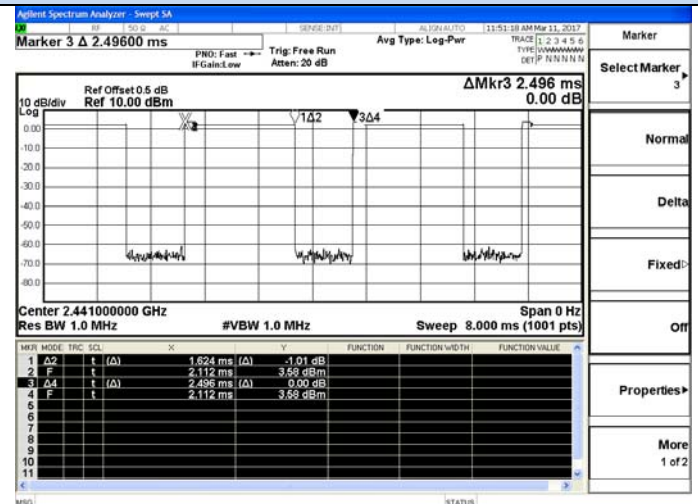 Agilent Spectrum Analyzer - Swept SA
RF 50 Ω AC SENSE:INT ALIGN AUTO 11:51:18 AM Mar 11, 2017
Marker 3 Δ 2.49600 ms
PNO: Fast
IFGain:Low
Trig: Free Run
Atten: 20 dB
Avg Type: Log-Pwr
TRACE 1 2 3 4 5 6
TYPE WWWWWW
DET P N N N N N
Marker
Select Marker
3
Normal
Delta
Fixed
Off
Properties
More
1 of 2
ΔMkr3 2.496 ms
0.00 dB
Ref Offset 0.5 dB
10 dB/div Ref 10.00 dBm
Log
0.00
-10.0
-20.0
-30.0
-40.0
-50.0
-60.0
-70.0
-80.0
1Δ2
3Δ4
Center 2.441000000 GHz Span 0 Hz
Res BW 1.0 MHz #VBW 1.0 MHz Sweep 8.000 ms (1001 pts)
MKR MODE TRC SCL X Y FUNCTION FUNCTION WIDTH FUNCTION VALUE
1 Δ2 t (Δ) 1.624 ms (Δ) -1.01 dB
2 F t 2.112 ms 3.58 dBm
3 Δ4 t (Δ) 2.496 ms (Δ) 0.00 dB
4 F t 2.112 ms 3.58 dBm
5
6
7
8
9
10
11
MSG STATUS